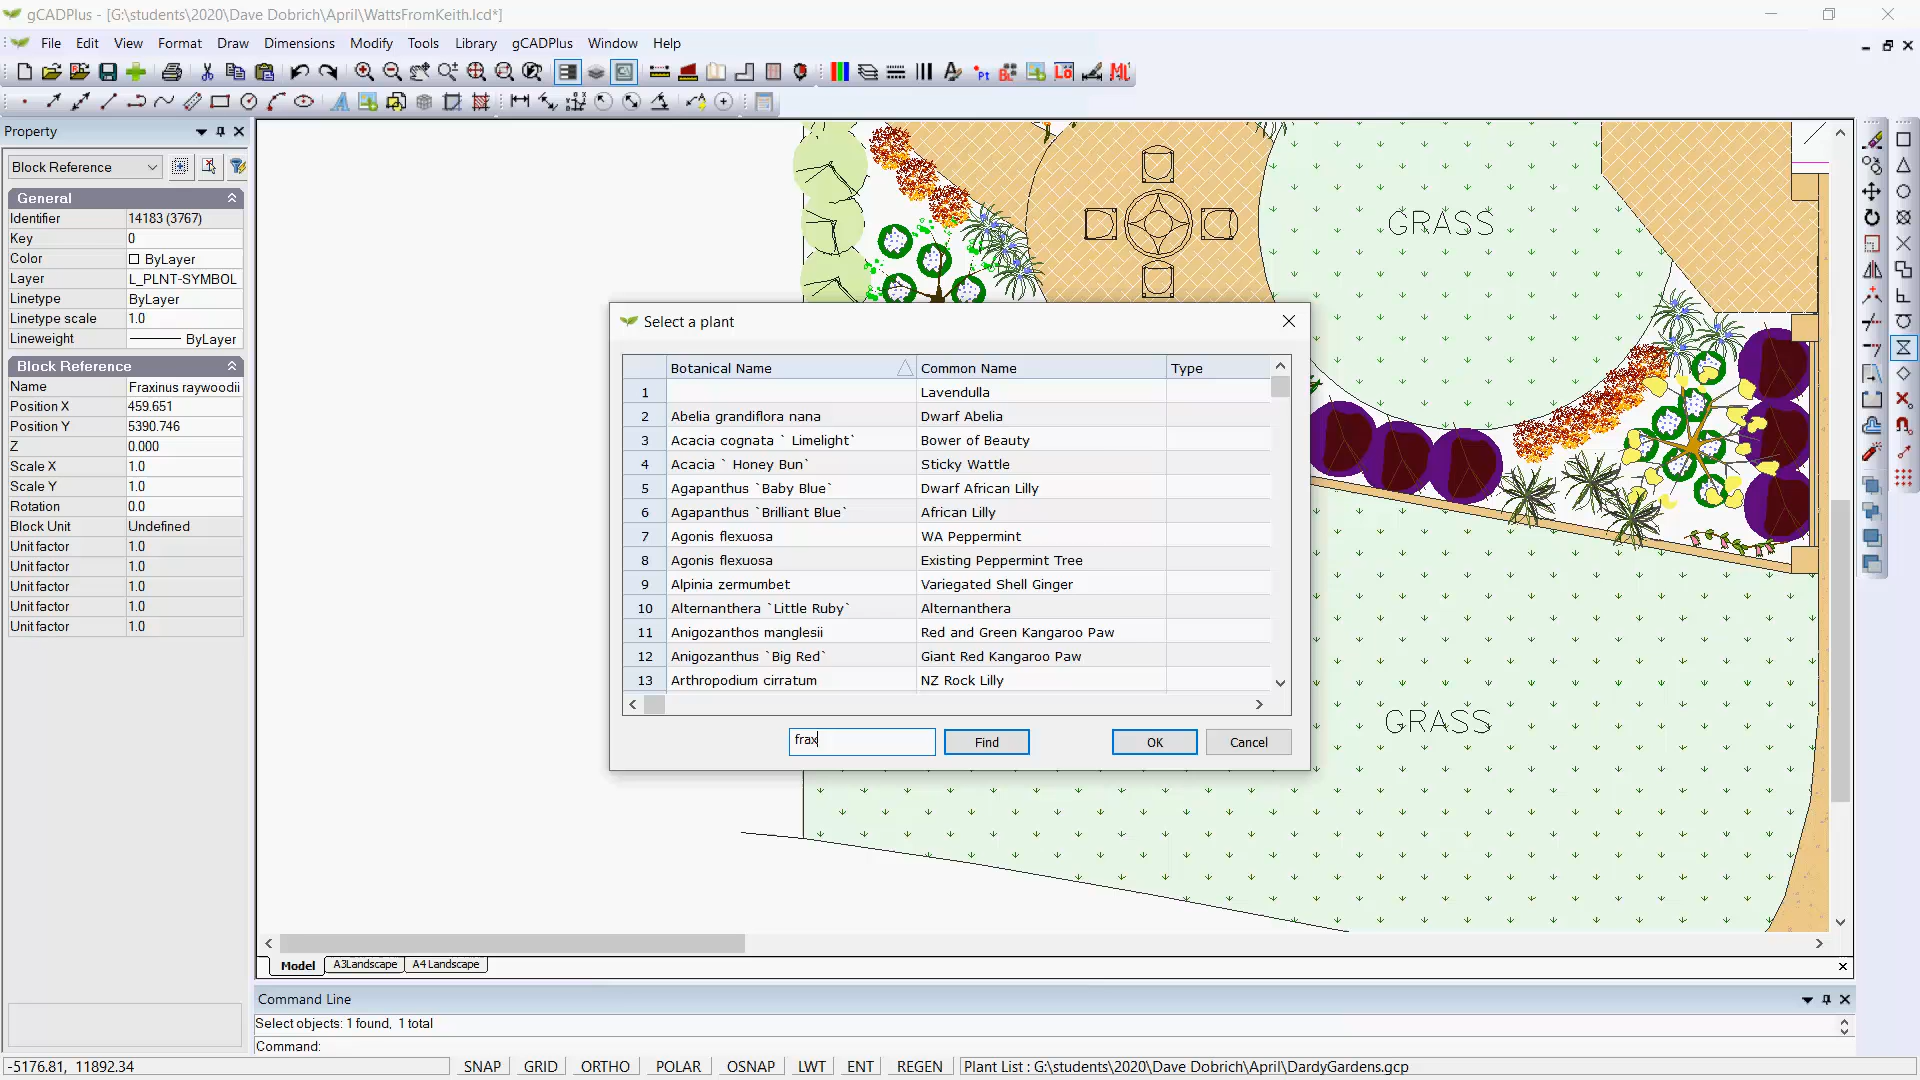 gCADPlus - [G:\students\2020\Dave Dobrich\April\WattsFromKeith.lcd*]
File Edit View Format Draw Dimensions Modify Tools Library gCADPlus Window Help
Property
Block Reference
General
Identifier 14183 (3767)
Key 0
Color ByLayer
Layer L_PLNT-SYMBOL
Linetype ByLayer
Linetype scale 1.0
Lineweight ByLayer
Block Reference
Name Fraxinus raywoodii
Position X 459.651
Position Y 5390.746
Z 0.000
Scale X 1.0
Scale Y 1.0
Rotation 0.0
Block Unit Undefined
Unit factor 1.0
Unit factor 1.0
Unit factor 1.0
Unit factor 1.0
Unit factor 1.0
GRASS
Select a plant
Botanical Name Common Name Type
1 Lavendulla
2 Abelia grandiflora nana Dwarf Abelia
3 Acacia cognata ` Limelight` Bower of Beauty
4 Acacia ` Honey Bun` Sticky Wattle
5 Agapanthus `Baby Blue` Dwarf African Lilly
6 Agapanthus `Brilliant Blue` African Lilly
7 Agonis flexuosa WA Peppermint
8 Agonis flexuosa Existing Peppermint Tree
9 Alpinia zermumbet Variegated Shell Ginger
10 Alternanthera `Little Ruby` Alternanthera
11 Anigozanthos manglesii Red and Green Kangaroo Paw
12 Anigozanthus `Big Red` Giant Red Kangaroo Paw
13 Arthropodium cirratum NZ Rock Lilly
frax Find OK Cancel
GRASS
Model A3Landscape A4 Landscape
Command Line
Select objects: 1 found, 1 total
Command:
-5176.81, 11892.34 SNAP GRID ORTHO POLAR OSNAP LWT ENT REGEN Plant List : G:\students\2020\Dave Dobrich\April\DardyGardens.gcp